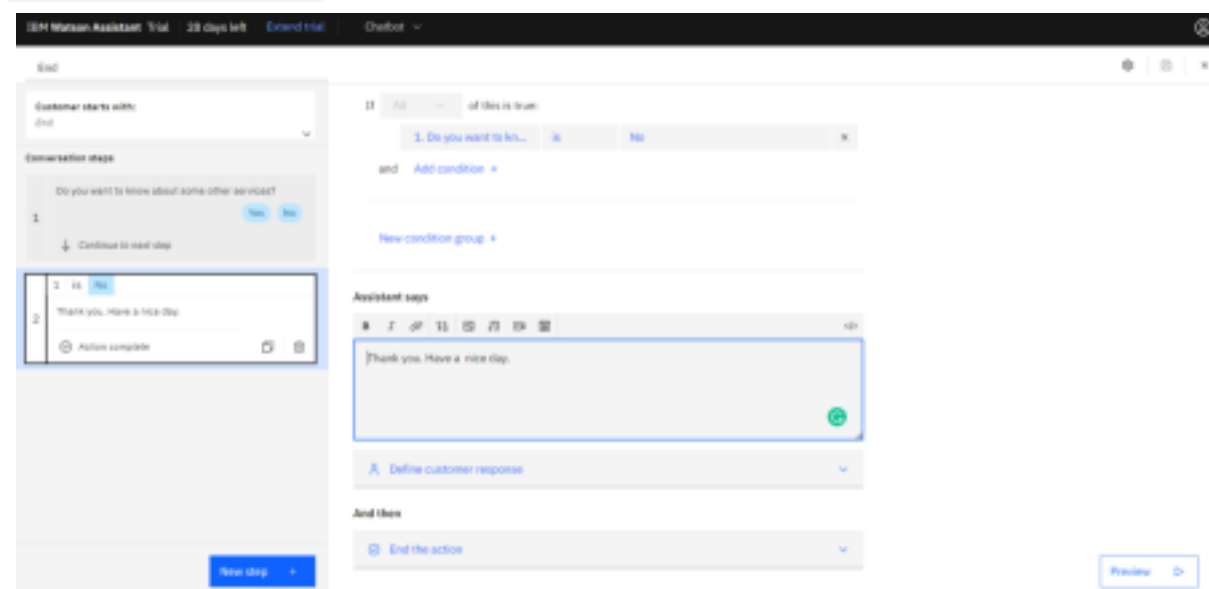 IBM Watson Assistant Trial 28 days left Extend trial Chatbot
End
Customer starts with:
End
Conversation steps
1
Do you want to know about some other services?
Yes No
Continue to next step
2
1 is No
Thank you. Have a nice day.
Action complete
New step +
If All of this is true:
1. Do you want to kn... is No
and Add condition +
New condition group +
Assistant says
B I
Thank you. Have a nice day.
Define customer response
And then
End the action
Preview